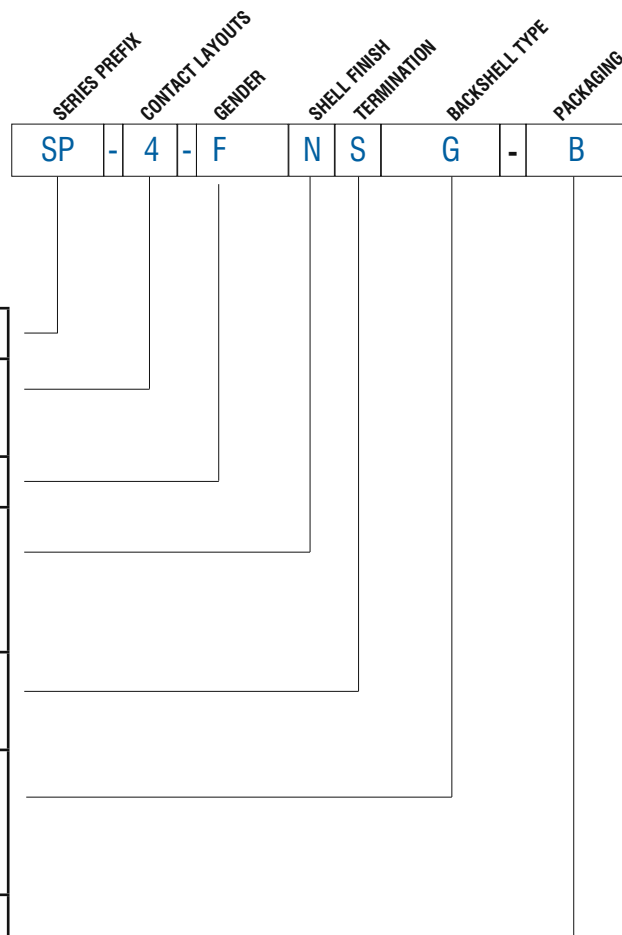 SERIES PREFIX
CONTACT LAYOUTS
GENDER
SHELL FINISH
TERMINATION
BACKSHELL TYPE
PACKAGING
SP - 4 - F N S G - B